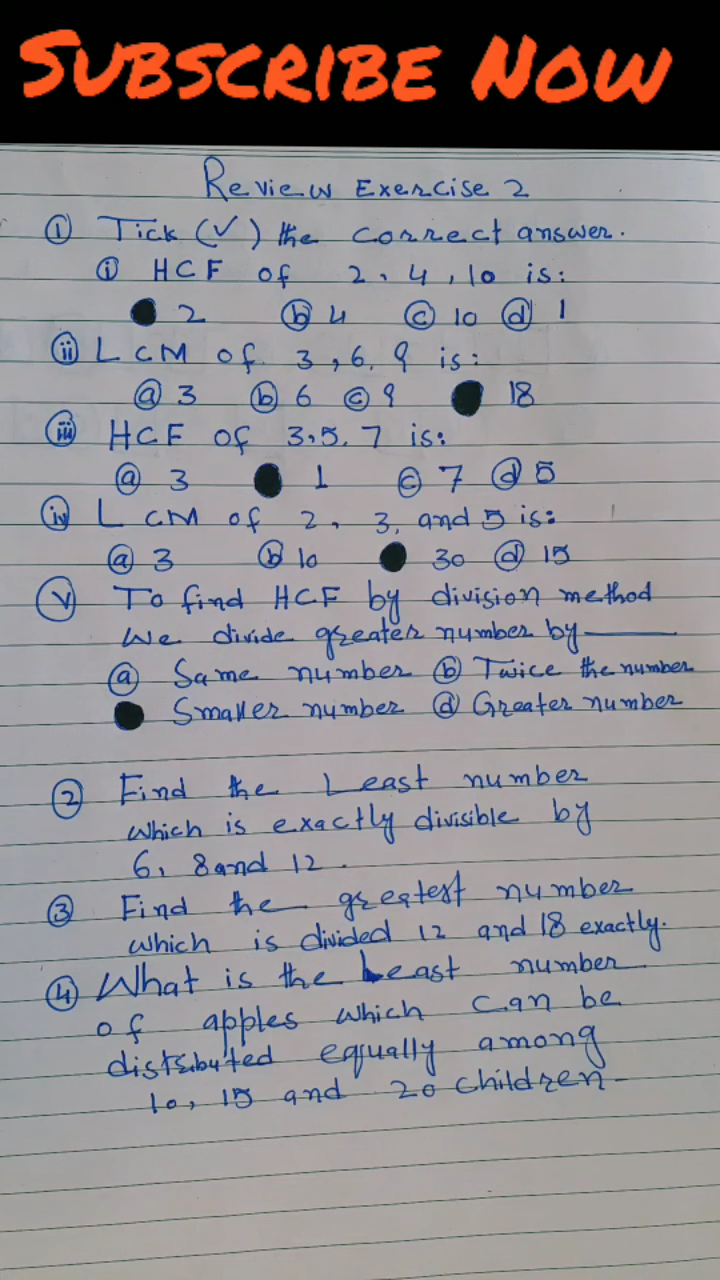 SUBSCRIBE NOW
Review Exercise 2
① Tick (✓) the correct answer.
ⓘ HCF of 2, 4, 10 is:
● 2 ⓑ 4 ⓒ 10 ⓓ 1
(ii) LCM of 3, 6, 9 is:
ⓐ 3 ⓑ 6 ⓒ 9 ● 18
(iii) HCF of 3,5,7 is:
ⓐ 3 ● 1 ⓒ 7 ⓓ 5
(iv) LCM of 2, 3, and 5 is:
ⓐ 3 ⓑ 10 ● 30 ⓓ 15
(v) To find HCF by division method
We divide greater number by ____
ⓐ Same number ⓑ Twice the number
● Smaller number ⓓ Greater number
② Find the Least number
which is exactly divisible by
6, 8 and 12.
③ Find the greatest number
which is divided 12 and 18 exactly.
④ What is the Least number
of apples which can be
distributed equally among
10, 15 and 20 children